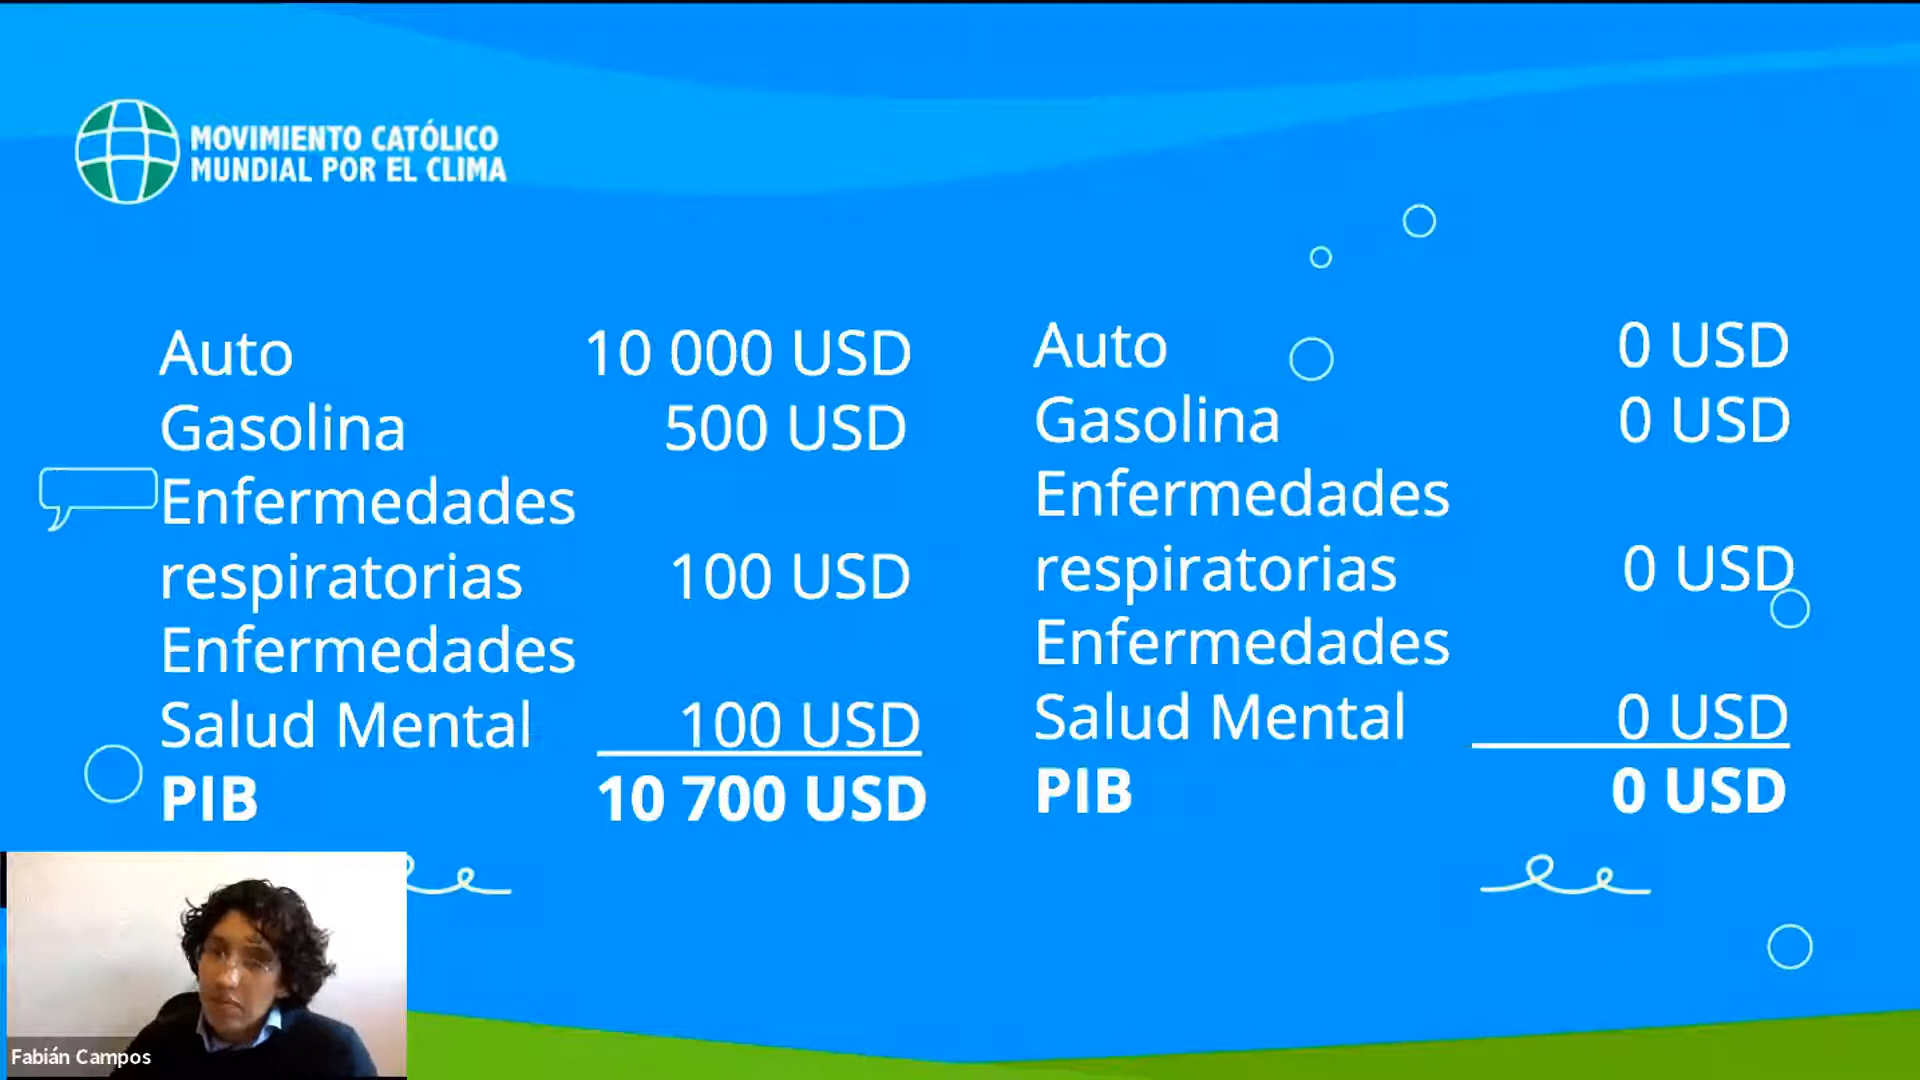 MOVIMIENTO CATÓLICO
MUNDIAL POR EL CLIMA
Auto 10 000 USD
Gasolina 500 USD
Enfermedades
respiratorias 100 USD
Enfermedades
Salud Mental 100 USD
PIB 10 700 USD
Auto 0 USD
Gasolina 0 USD
Enfermedades
respiratorias 0 USD
Enfermedades
Salud Mental 0 USD
PIB 0 USD
Fabián Campos